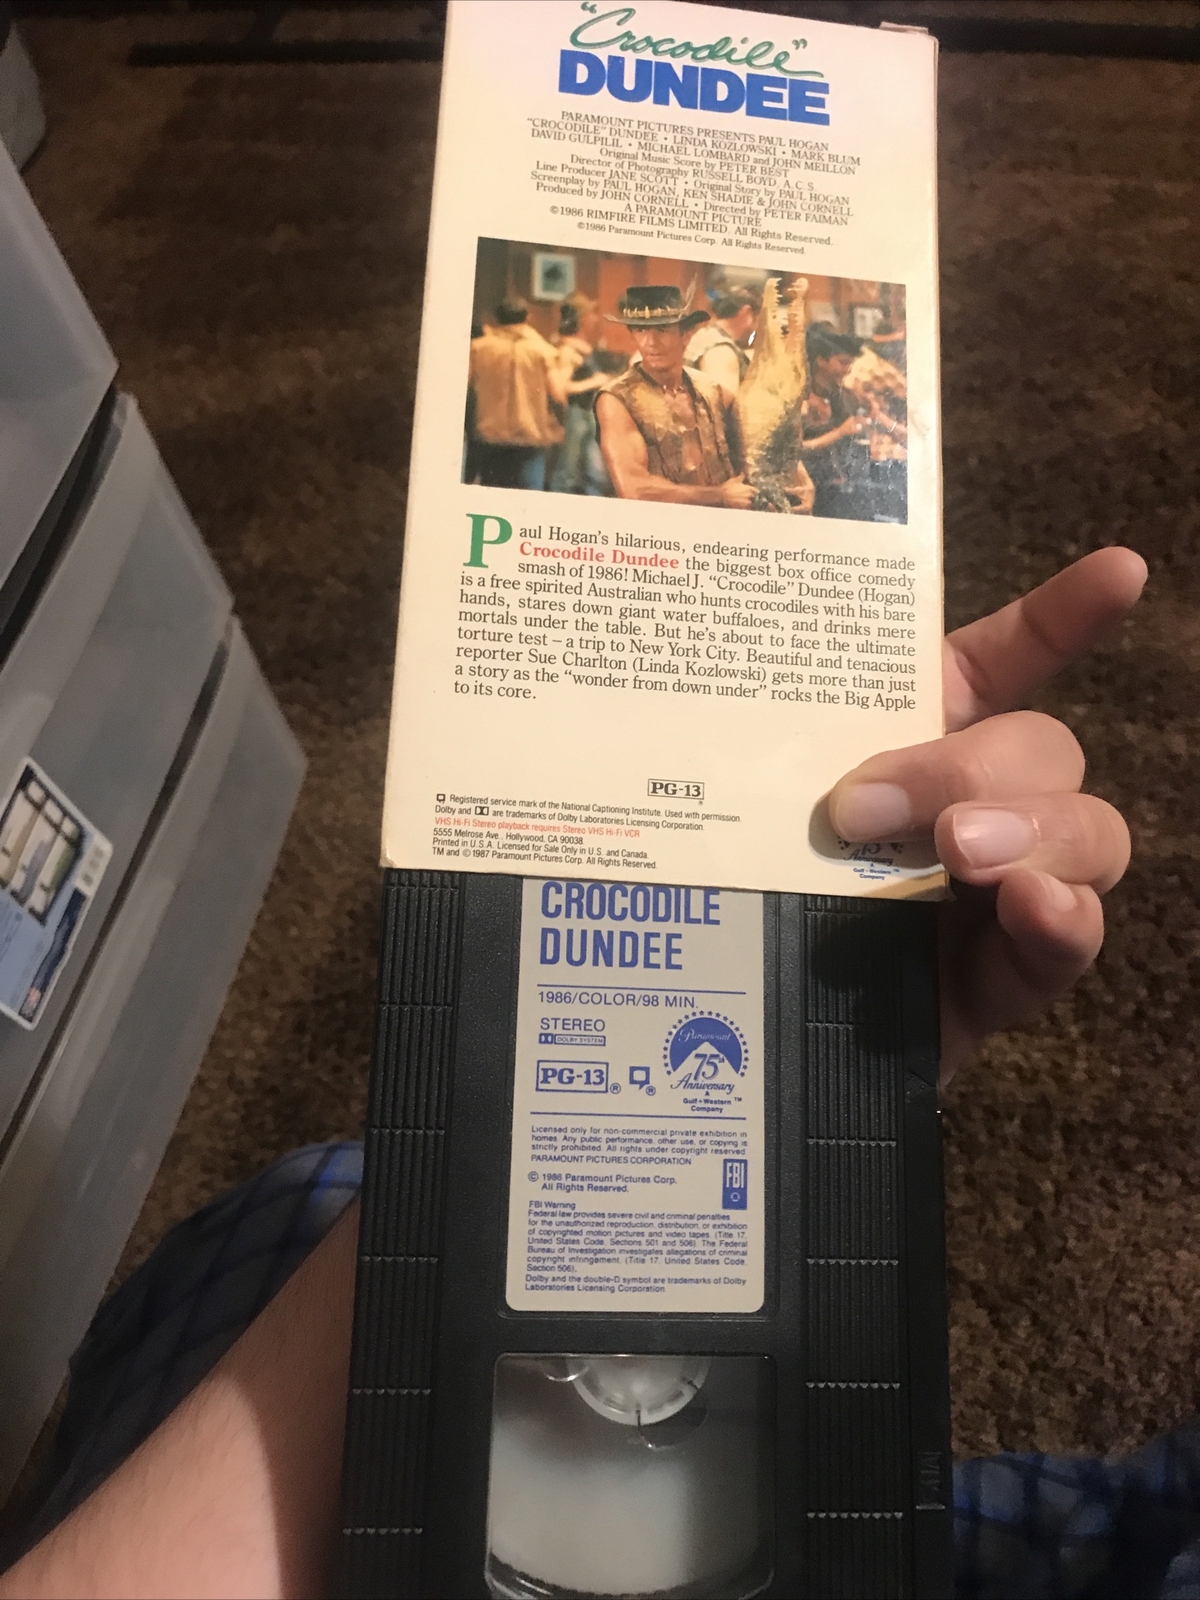 "Crocodile"
DUNDEE
PARAMOUNT PICTURES PRESENTS PAUL HOGAN
"CROCODILE" DUNDEE • LINDA KOZLOWSKI • MARK BLUM
DAVID GULPILIL • MICHAEL LOMBARD and JOHN MEILLON
Original Music Score by PETER BEST
Director of Photography RUSSELL BOYD, A.C.S.
Line Producer JANE SCOTT • Original Story by PAUL HOGAN
Screenplay by PAUL HOGAN, KEN SHADIE & JOHN CORNELL
Produced by JOHN CORNELL • Directed by PETER FAIMAN
A PARAMOUNT PICTURE
©1986 RIMFIRE FILMS LIMITED. All Rights Reserved.
©1986 Paramount Pictures Corp. All Rights Reserved.
Paul Hogan's hilarious, endearing performance made
Crocodile Dundee the biggest box office comedy
smash of 1986! Michael J. "Crocodile" Dundee (Hogan)
is a free spirited Australian who hunts crocodiles with his bare
hands, stares down giant water buffaloes, and drinks mere
mortals under the table. But he's about to face the ultimate
torture test – a trip to New York City. Beautiful and tenacious
reporter Sue Charlton (Linda Kozlowski) gets more than just
a story as the "wonder from down under" rocks the Big Apple
to its core.
PG-13
®
Registered service mark of the National Captioning Institute. Used with permission.
Dolby and DD are trademarks of Dolby Laboratories Licensing Corporation.
VHS Hi-Fi Stereo playback requires Stereo VHS Hi-Fi VCR
5555 Melrose Ave., Hollywood, CA 90038
Printed in U.S.A. Licensed for Sale Only in U.S. and Canada.
TM and ©1987 Paramount Pictures Corp. All Rights Reserved.
Anniversary
A
Gulf+Western ™
Company
CROCODILE
DUNDEE
1986/COLOR/98 MIN.
STEREO
DOLBY SYSTEM
PG-13 ® ®
Paramount
75th
Anniversary
A
Gulf+Western ™
Company
Licensed only for non-commercial private exhibition in
homes. Any public performance, other use, or copying is
strictly prohibited. All rights under copyright reserved.
PARAMOUNT PICTURES CORPORATION
© 1986 Paramount Pictures Corp.
All Rights Reserved.
FBI
FBI Warning
Federal law provides severe civil and criminal penalties
for the unauthorized reproduction, distribution, or exhibition
of copyrighted motion pictures and video tapes. (Title 17,
United States Code, Sections 501 and 506). The Federal
Bureau of Investigation investigates allegations of criminal
copyright infringement. (Title 17, United States Code,
Section 506).
Dolby and the double-D symbol are trademarks of Dolby
Laboratories Licensing Corporation